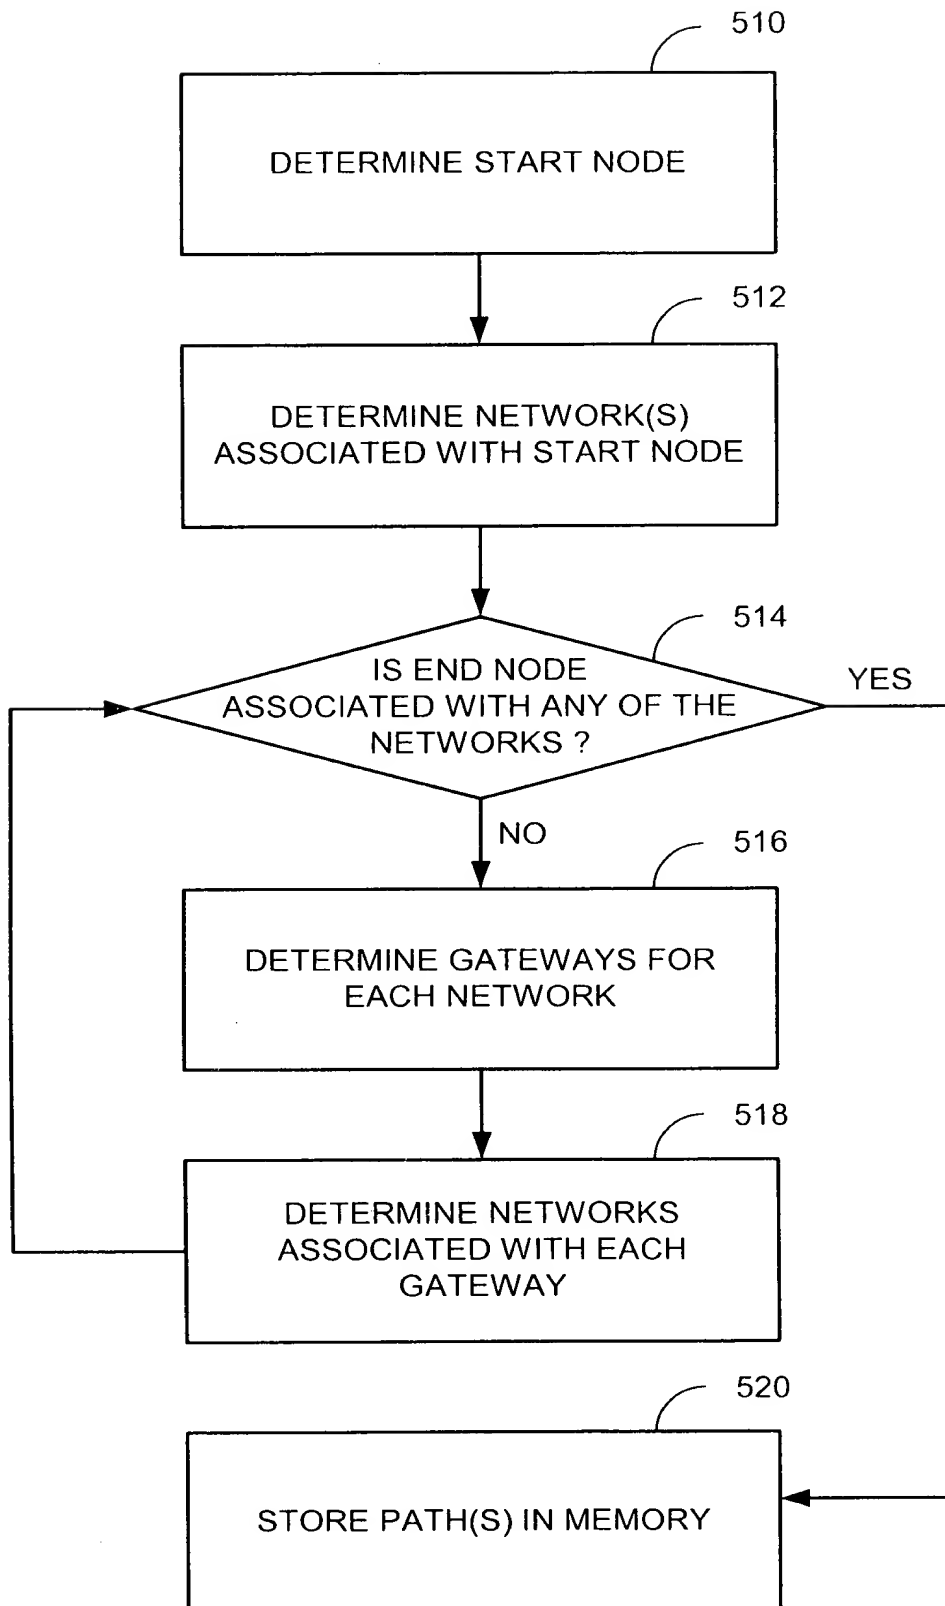 510
DETERMINE START NODE
512
DETERMINE NETWORK(S)
ASSOCIATED WITH START NODE
514
IS END NODE
ASSOCIATED WITH ANY OF THE
NETWORKS ?
YES
NO
516
DETERMINE GATEWAYS FOR
EACH NETWORK
518
DETERMINE NETWORKS
ASSOCIATED WITH EACH
GATEWAY
520
STORE PATH(S) IN MEMORY